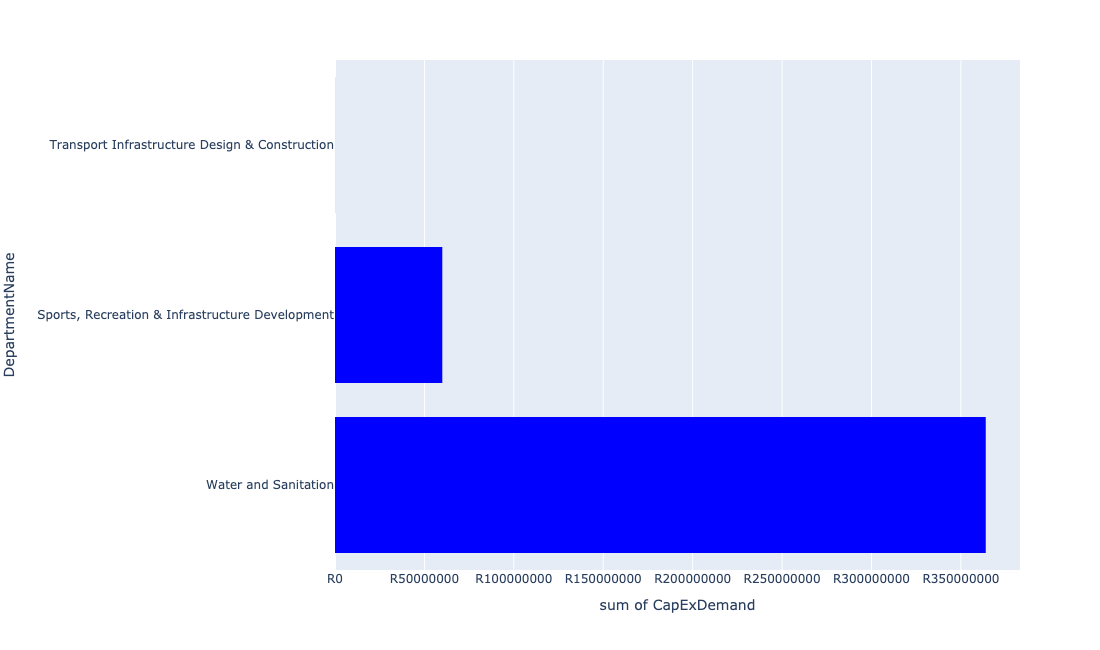 Transport Infrastructure Design & Construction
DepartmentName
Sports, Recreation & Infrastructure Development
Water and Sanitation
R0 R50000000 R100000000 R150000000 R200000000 R250000000 R300000000 R350000000
sum of CapExDemand